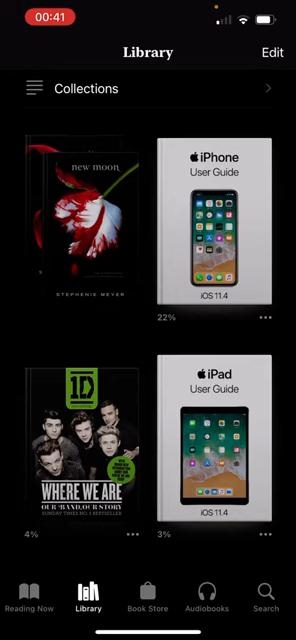 00:41
Library
Edit
Collections
new moon
STEPHENIE MEYER
iPhone
User Guide
iOS 11.4
22%
1D
WHERE WE ARE
OUR BAND, OUR STORY
SUNDAY TIMES NO. 1 BESTSELLER
4%
iPad
User Guide
iOS 11.4
3%
Reading Now
Library
Book Store
Audiobooks
Search